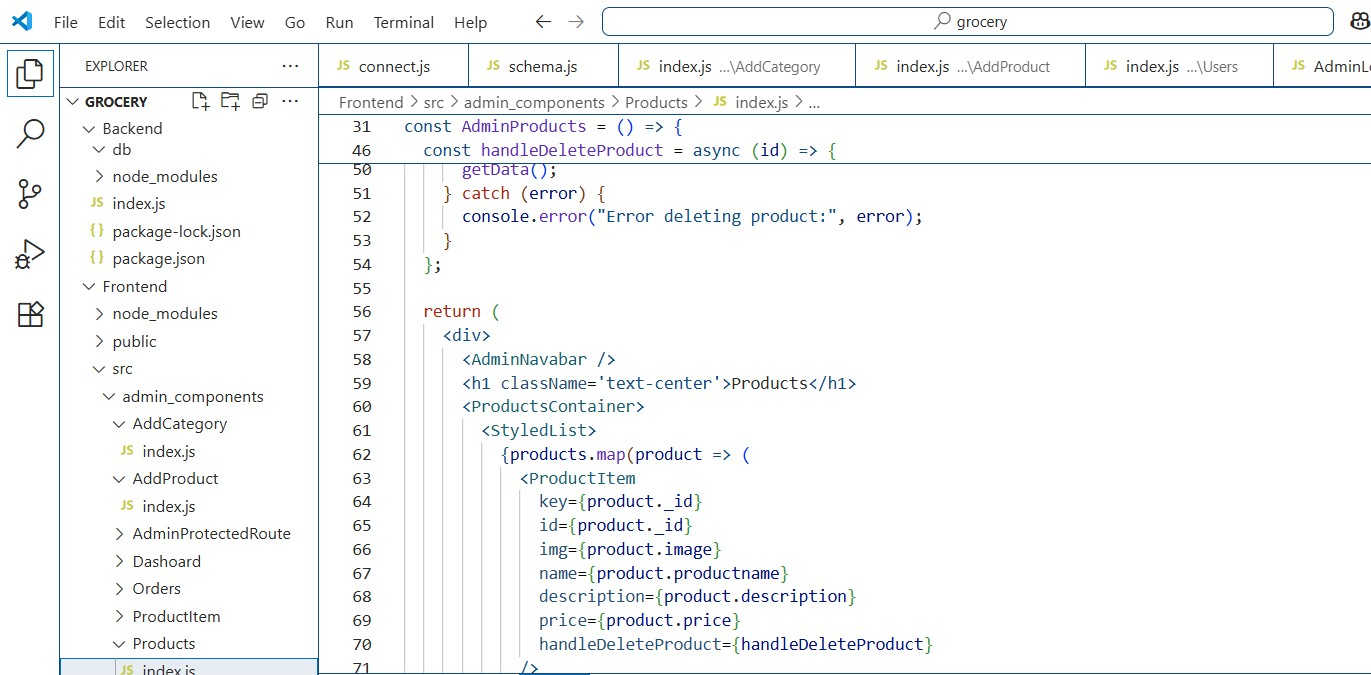 File Edit Selection View Go Run Terminal Help grocery
EXPLORER
JS connect.js JS schema.js JS index.js ...\AddCategory JS index.js ...\AddProduct JS index.js ...\Users JS AdminLo
GROCERY
Backend
db
node_modules
JS index.js
{} package-lock.json
{} package.json
Frontend
node_modules
public
src
admin_components
AddCategory
JS index.js
AddProduct
JS index.js
AdminProtectedRoute
Dashoard
Orders
ProductItem
Products
JS index.js
Frontend > src > admin_components > Products > JS index.js > ...
31 const AdminProducts = () => {
46 const handleDeleteProduct = async (id) => {
50 getData();
51 } catch (error) {
52 console.error("Error deleting product:", error);
53 }
54 };
55
56 return (
57 <div>
58 <AdminNavabar />
59 <h1 className='text-center'>Products</h1>
60 <ProductsContainer>
61 <StyledList>
62 {products.map(product => (
63 <ProductItem
64 key={product._id}
65 id={product._id}
66 img={product.image}
67 name={product.productname}
68 description={product.description}
69 price={product.price}
70 handleDeleteProduct={handleDeleteProduct}
71 />